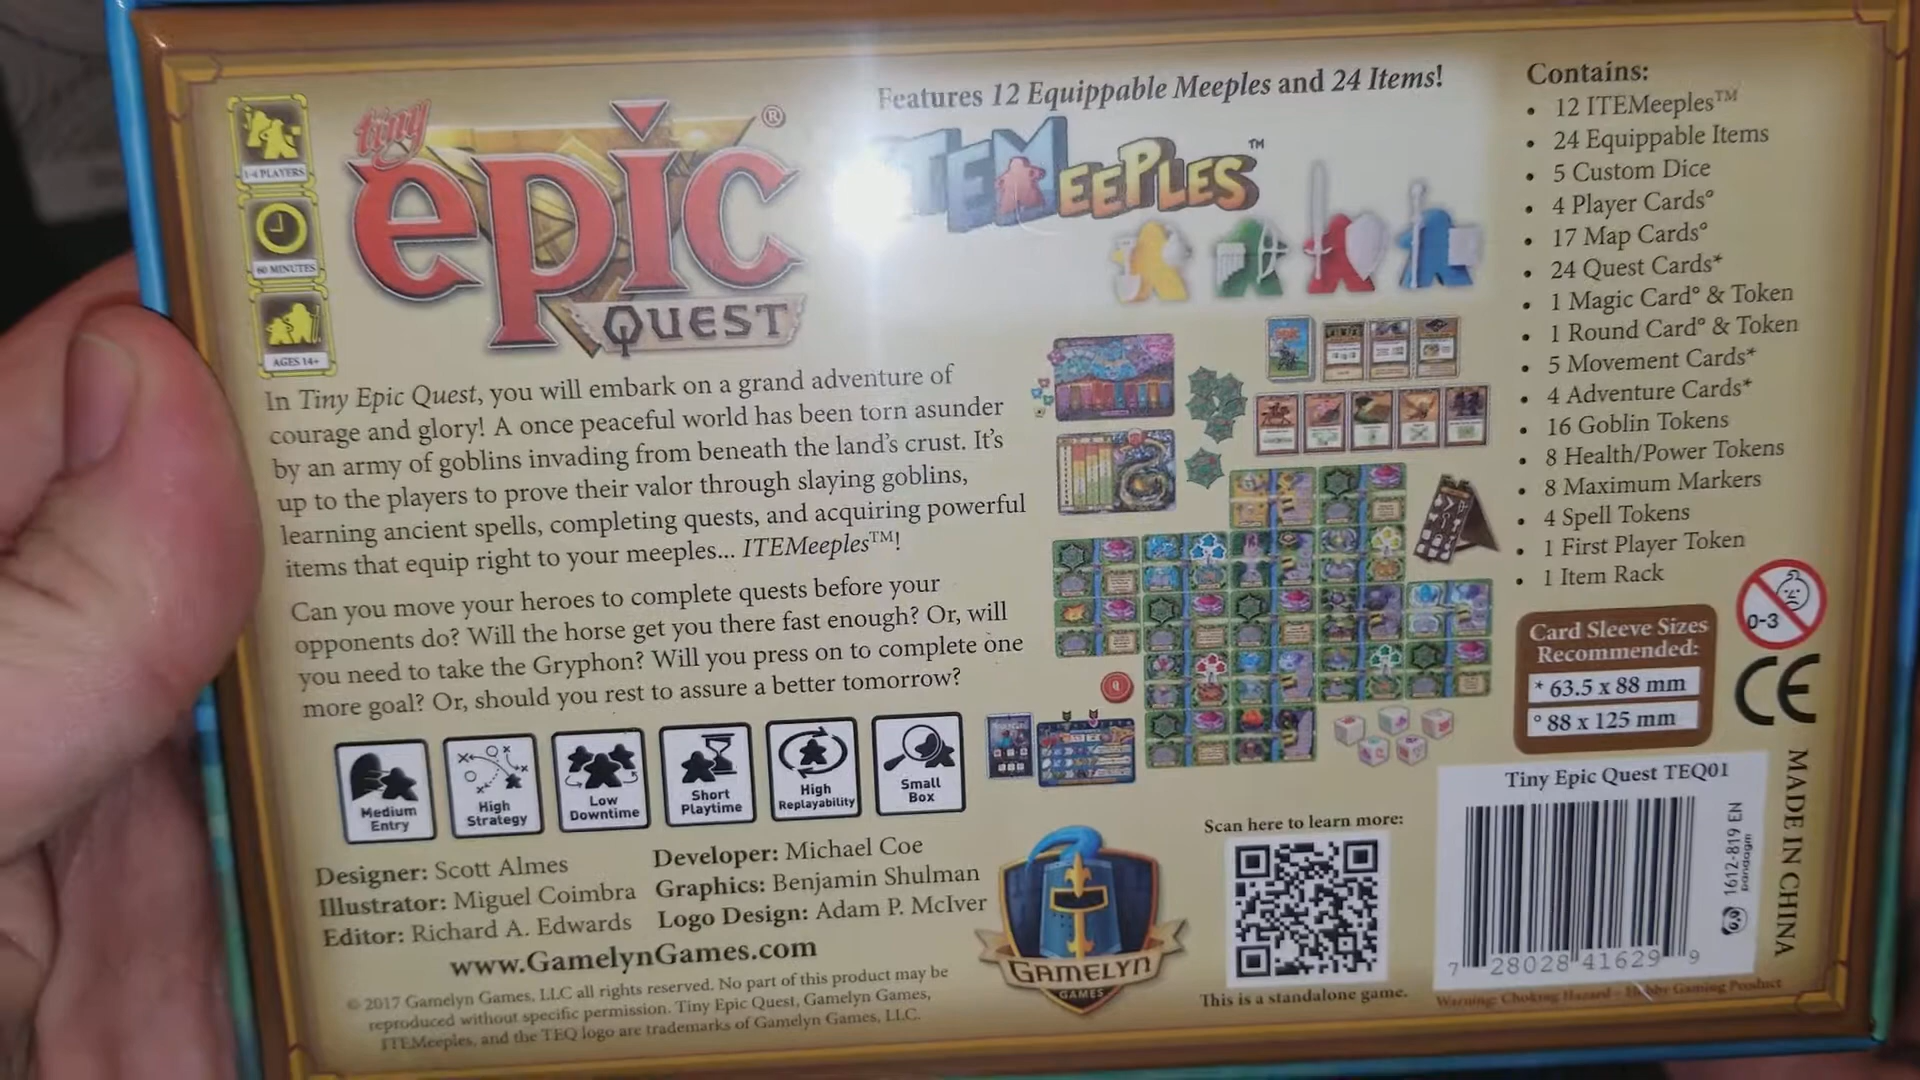 1-4 PLAYERS
60 MINUTES
AGES 14+
tiny
epic®
QUEST
Features 12 Equippable Meeples and 24 Items!
ITEMEEPLES™
In Tiny Epic Quest, you will embark on a grand adventure of
courage and glory! A once peaceful world has been torn asunder
by an army of goblins invading from beneath the land's crust. It's
up to the players to prove their valor through slaying goblins,
learning ancient spells, completing quests, and acquiring powerful
items that equip right to your meeples... ITEMeeples™!
Can you move your heroes to complete quests before your
opponents do? Will the horse get you there fast enough? Or, will
you need to take the Gryphon? Will you press on to complete one
more goal? Or, should you rest to assure a better tomorrow?
Medium
Entry
High
Strategy
Low
Downtime
Short
Playtime
High
Replayability
Small
Box
Designer: Scott Almes
Illustrator: Miguel Coimbra
Editor: Richard A. Edwards
Developer: Michael Coe
Graphics: Benjamin Shulman
Logo Design: Adam P. McIver
www.GamelynGames.com
© 2017 Gamelyn Games, LLC all rights reserved. No part of this product may be
reproduced without specific permission. Tiny Epic Quest, Gamelyn Games,
ITEMeeples, and the TEQ logo are trademarks of Gamelyn Games, LLC.
GAMELYN
GAMES
Scan here to learn more:
This is a standalone game.
Contains:
• 12 ITEMeeples™
• 24 Equippable Items
• 5 Custom Dice
• 4 Player Cards°
• 17 Map Cards°
• 24 Quest Cards*
• 1 Magic Card° & Token
• 1 Round Card° & Token
• 5 Movement Cards*
• 4 Adventure Cards*
• 16 Goblin Tokens
• 8 Health/Power Tokens
• 8 Maximum Markers
• 4 Spell Tokens
• 1 First Player Token
• 1 Item Rack
0-3
CE
Card Sleeve Sizes
Recommended:
* 63.5 x 88 mm
° 88 x 125 mm
Tiny Epic Quest TEQ01
7 28028 41629 9
1612-819 EN
pandagm
MADE IN CHINA
Warning: Choking Hazard - Hobby Gaming Product